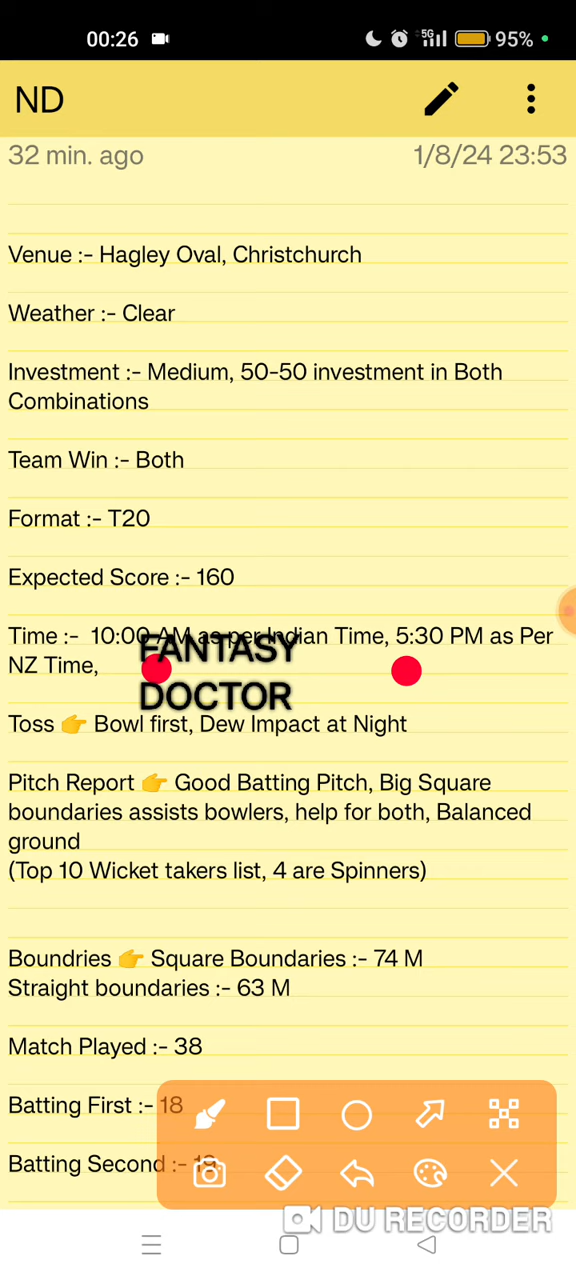 00:26
5G
95%
ND
32 min. ago
1/8/24 23:53
Venue :- Hagley Oval, Christchurch
Weather :- Clear
Investment :- Medium, 50-50 investment in Both
Combinations
Team Win :- Both
Format :- T20
Expected Score :- 160
Time :-  10:00 AM as per Indian Time, 5:30 PM as Per
NZ Time,
FANTASY
DOCTOR
Toss 👉 Bowl first, Dew Impact at Night
Pitch Report 👉 Good Batting Pitch, Big Square
boundaries assists bowlers, help for both, Balanced
ground
(Top 10 Wicket takers list, 4 are Spinners)
Boundries 👉 Square Boundaries :- 74 M
Straight boundaries :- 63 M
Match Played :- 38
Batting First :- 18
Batting Second :-
DU RECORDER